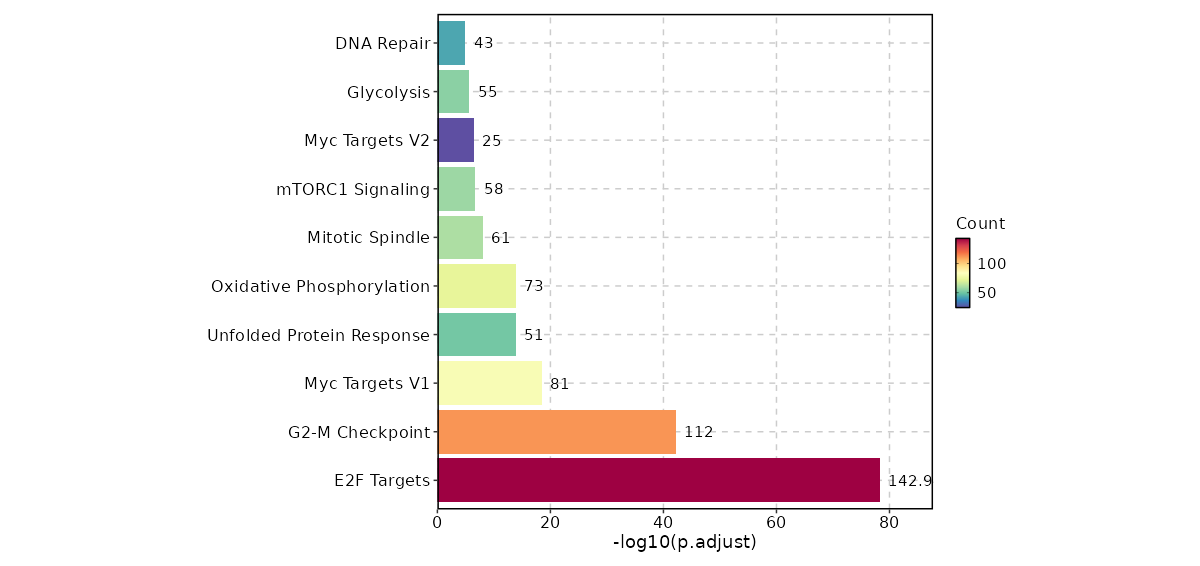 DNA Repair 43
Glycolysis 55
Myc Targets V2 25
mTORC1 Signaling 58
Mitotic Spindle 61
Oxidative Phosphorylation 73
Unfolded Protein Response 51
Myc Targets V1 81
G2-M Checkpoint 112
E2F Targets 142.9
0 20 40 60 80
-log10(p.adjust)
Count
100
50